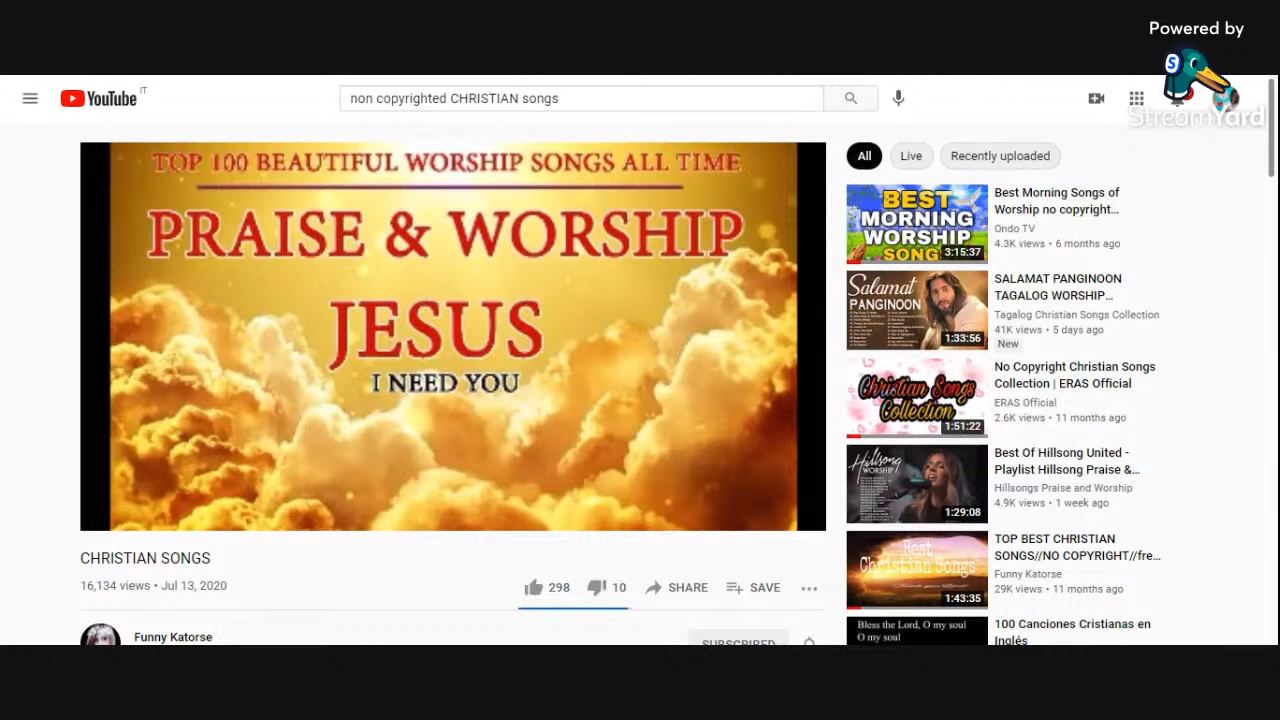 Powered by
StreamYard
YouTube IT
non copyrighted CHRISTIAN songs
TOP 100 BEAUTIFUL WORSHIP SONGS ALL TIME
PRAISE & WORSHIP
JESUS
I NEED YOU
CHRISTIAN SONGS
16,134 views • Jul 13, 2020
298
10
SHARE
SAVE
Funny Katorse
SUBSCRIBED
All
Live
Recently uploaded
BEST
MORNING
WORSHIP
SONG
3:15:37
Best Morning Songs of
Worship no copyright…
Ondo TV
4.3K views • 6 months ago
Salamat
PANGINOON
1:33:56
SALAMAT PANGINOON
TAGALOG WORSHIP…
Tagalog Christian Songs Collection
41K views • 5 days ago
New
Christian Songs
Collection
1:51:22
No Copyright Christian Songs
Collection | ERAS Official
ERAS Official
2.6K views • 11 months ago
Hillsong
WORSHIP
1:29:08
Best Of Hillsong United -
Playlist Hillsong Praise &…
Hillsongs Praise and Worship
4.9K views • 1 week ago
Best
Christian Songs
1:43:35
TOP BEST CHRISTIAN
SONGS//NO COPYRIGHT//fre…
Funny Katorse
29K views • 11 months ago
Bless the Lord, O my soul
O my soul
100 Canciones Cristianas en
Inglés